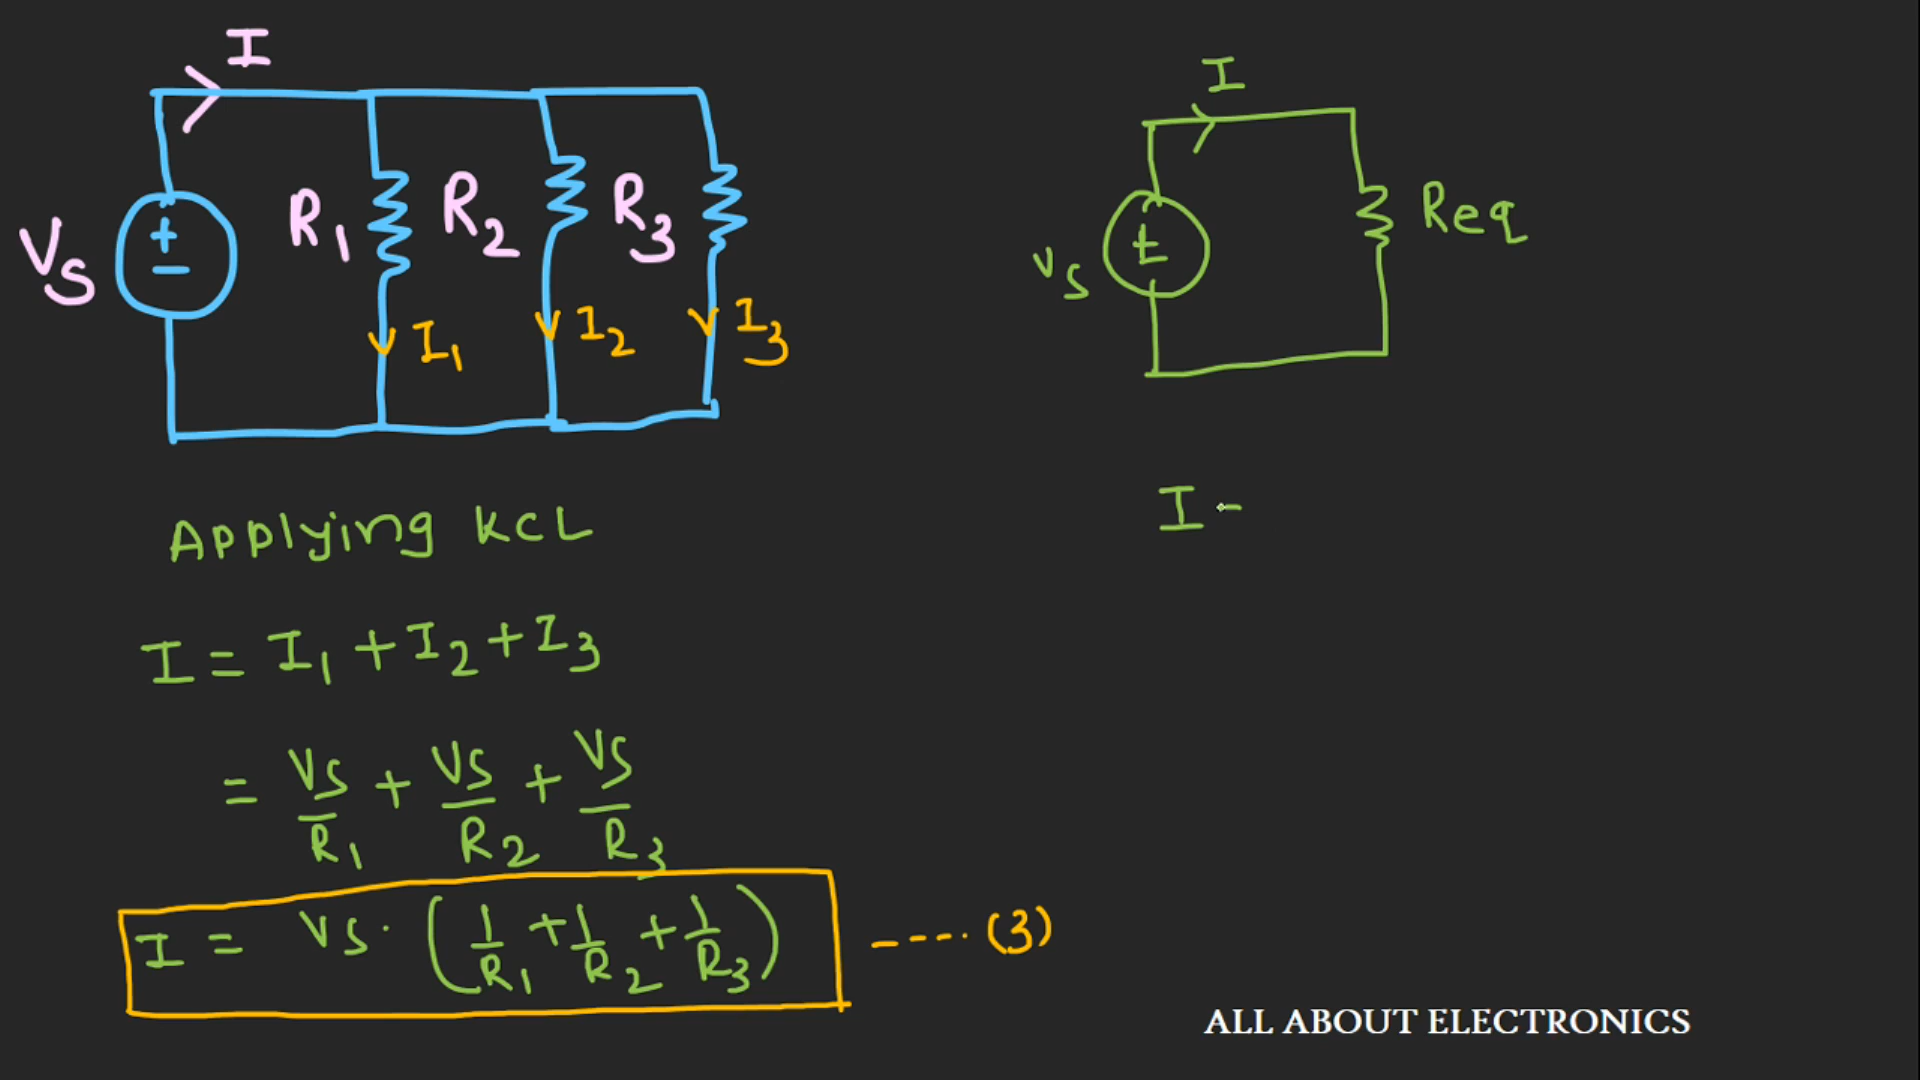 I
Vs
R1
R2
R3
I1
I2
I3
I
Vs
Req
Applying KCL
I = I1 + I2 + I3
= Vs/R1 + Vs/R2 + Vs/R3
I = Vs · (1/R1 + 1/R2 + 1/R3) ---- (3)
I -
ALL ABOUT ELECTRONICS